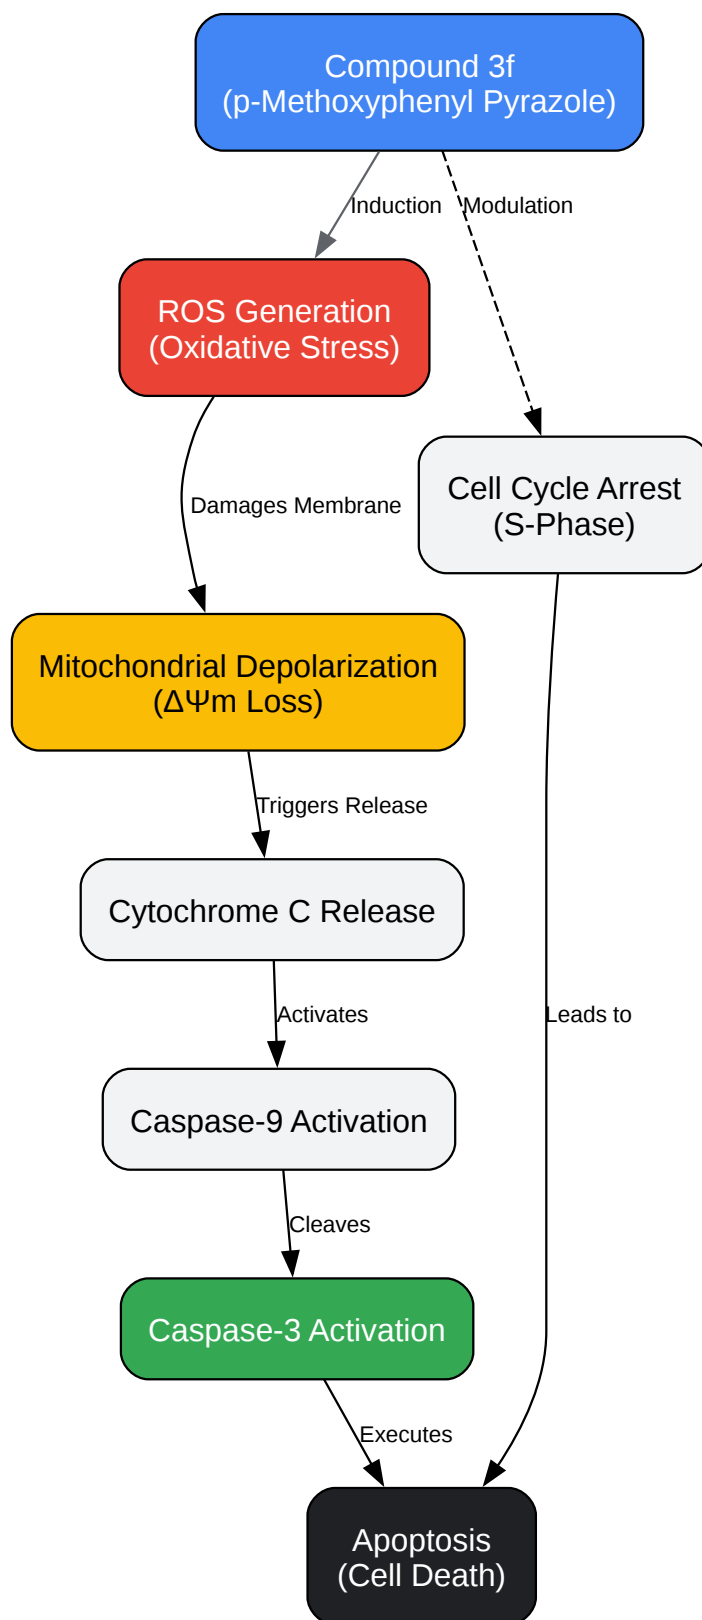 Compound 3f
(p-Methoxyphenyl Pyrazole)
Induction
Modulation
ROS Generation
(Oxidative Stress)
Cell Cycle Arrest
(S-Phase)
Damages Membrane
Mitochondrial Depolarization
(ΔΨm Loss)
Triggers Release
Cytochrome C Release
Activates
Leads to
Caspase-9 Activation
Cleaves
Caspase-3 Activation
Executes
Apoptosis
(Cell Death)